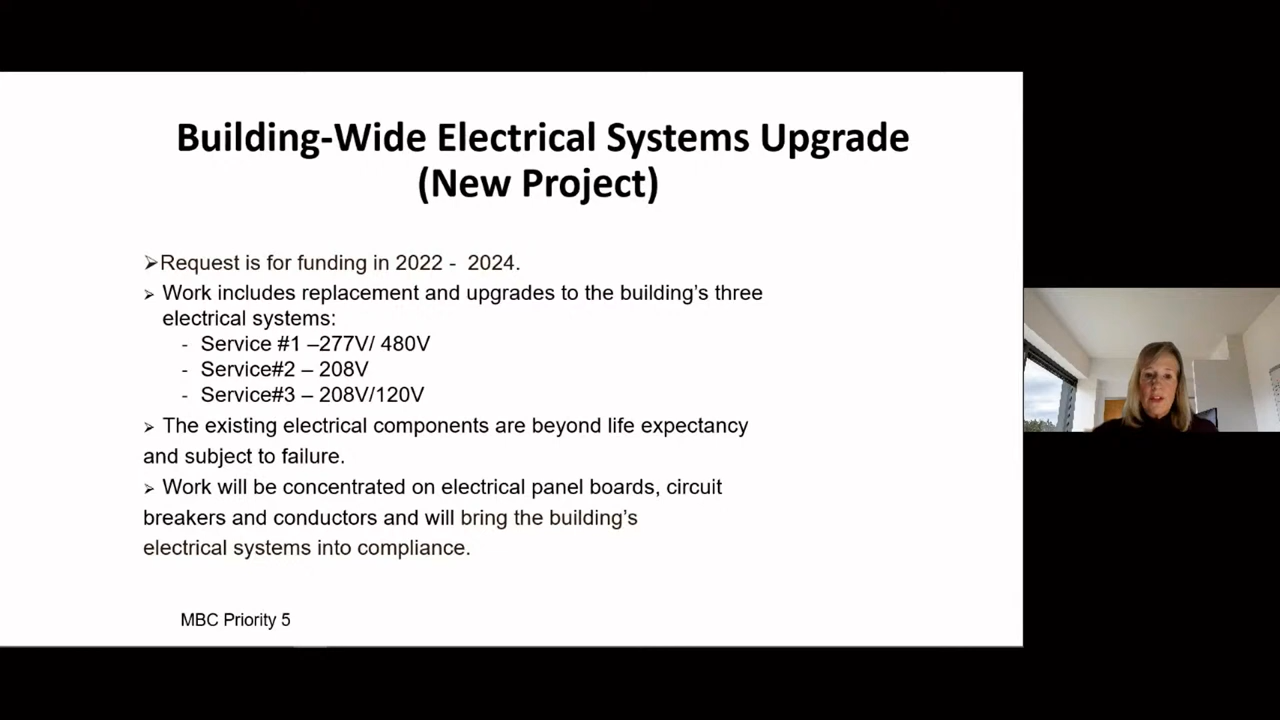 Building-Wide Electrical Systems Upgrade
(New Project)
➢Request is for funding in 2022 -  2024.
➢ Work includes replacement and upgrades to the building’s three
electrical systems:
- Service #1 –277V/ 480V
- Service#2 – 208V
- Service#3 – 208V/120V
➢ The existing electrical components are beyond life expectancy
and subject to failure.
➢ Work will be concentrated on electrical panel boards, circuit
breakers and conductors and will bring the building’s
electrical systems into compliance.
MBC Priority 5